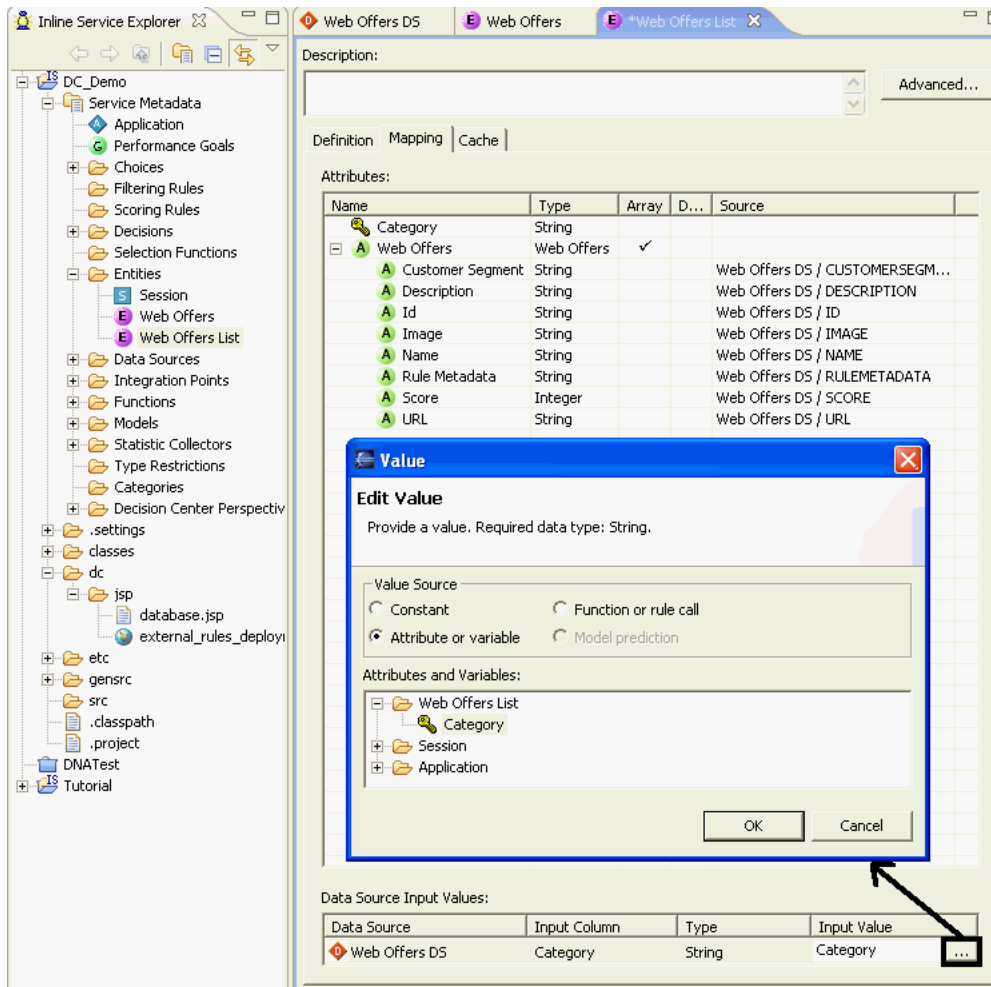 Inline Service Explorer
DC_Demo
Service Metadata
Application
Performance Goals
Choices
Filtering Rules
Scoring Rules
Decisions
Selection Functions
Entities
Session
Web Offers
Web Offers List
Data Sources
Integration Points
Functions
Models
Statistic Collectors
Type Restrictions
Categories
Decision Center Perspectiv
.settings
classes
dc
jsp
database.jsp
external_rules_deployı
etc
gensrc
src
.classpath
.project
DNATest
Tutorial
Web Offers DS Web Offers *Web Offers List
Description:
Advanced...
Definition Mapping Cache
Attributes:
Name Type Array D... Source
Category String
Web Offers Web Offers
Customer Segment String Web Offers DS / CUSTOMERSEGM...
Description String Web Offers DS / DESCRIPTION
Id String Web Offers DS / ID
Image String Web Offers DS / IMAGE
Name String Web Offers DS / NAME
Rule Metadata String Web Offers DS / RULEMETADATA
Score Integer Web Offers DS / SCORE
URL String Web Offers DS / URL
Value
Edit Value
Provide a value. Required data type: String.
Value Source
Constant Function or rule call
Attribute or variable Model prediction
Attributes and Variables:
Web Offers List
Category
Session
Application
OK Cancel
Data Source Input Values:
Data Source Input Column Type Input Value
Web Offers DS Category String Category ...